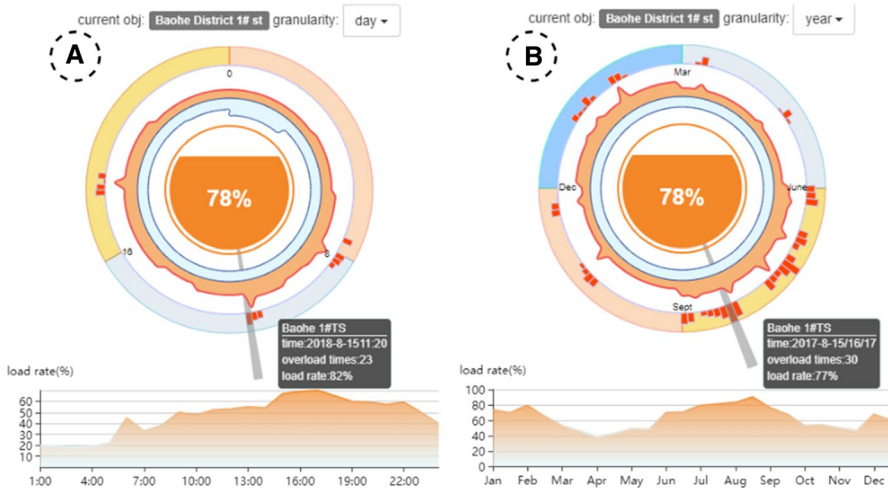 current obj: Baohe District 1# st granularity: day
A
0
78%
16
8
Baohe 1#TS
time:2018-8-1511:20
overload times:23
load rate:82%
load rate(%)
60
50
40
30
20
10
1:00 4:00 7:00 10:00 13:00 16:00 19:00 22:00
current obj: Baohe District 1# st granularity: year
B
Mar
78%
Dec
June
Sept
Baohe 1#TS
time:2017-8-15/16/17
overload times:30
load rate:77%
load rate(%)
100
80
60
40
20
0
Jan Feb Mar Apr May Jun Jul Aug Sep Oct Nov Dec